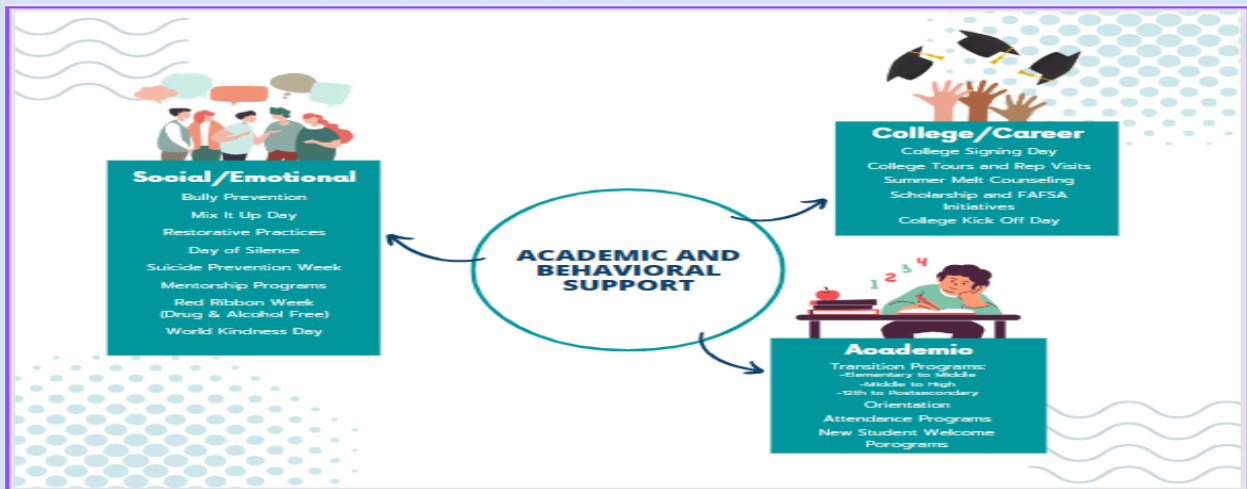 Social/Emotional
Bully Prevention
Mix It Up Day
Restorative Practices
Day of Silence
Suicide Prevention Week
Mentorship Programs
Red Ribbon Week
(Drug & Alcohol Free)
World Kindness Day
ACADEMIC AND
BEHAVIORAL
SUPPORT
College/Career
College Signing Day
College Tours and Rep Visits
Summer Melt Counseling
Scholarship and FAFSA
Initiatives
College Kick Off Day
1 2 3 4
Academic
Transition Programs:
-Elementary to Middle
-Middle to High
-12th to Postsecondary
Orientation
Attendance Programs
New Student Welcome
Porograms